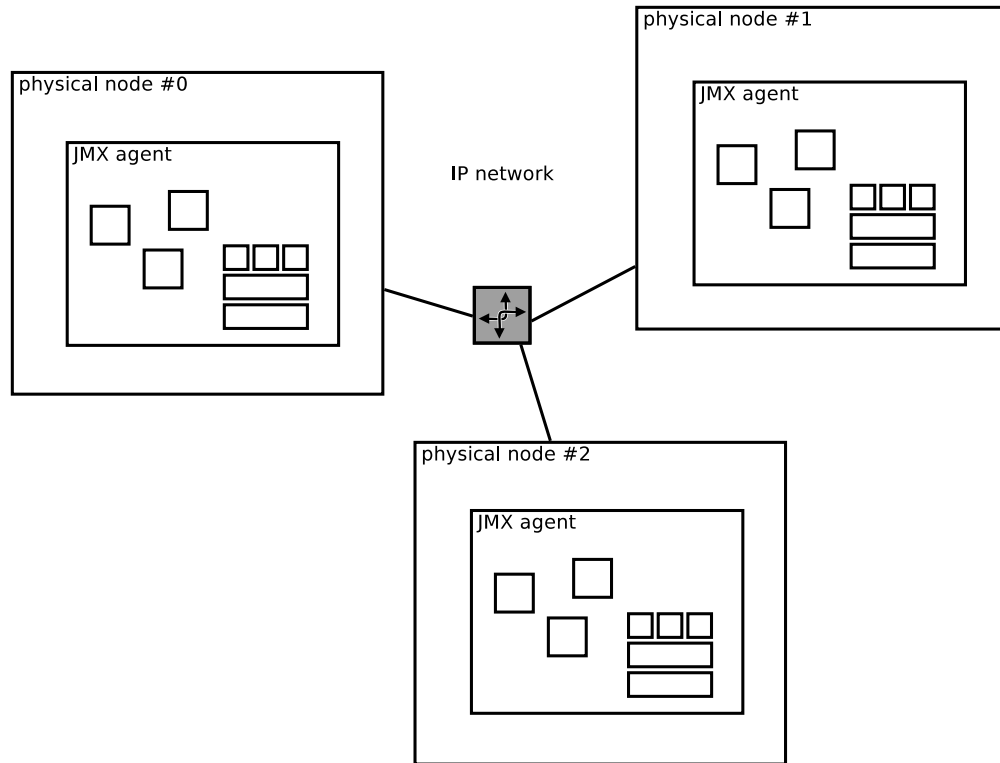 physical node #1
physical node #0
JMX agent
JMX agent
IP network
physical node #2
JMX agent